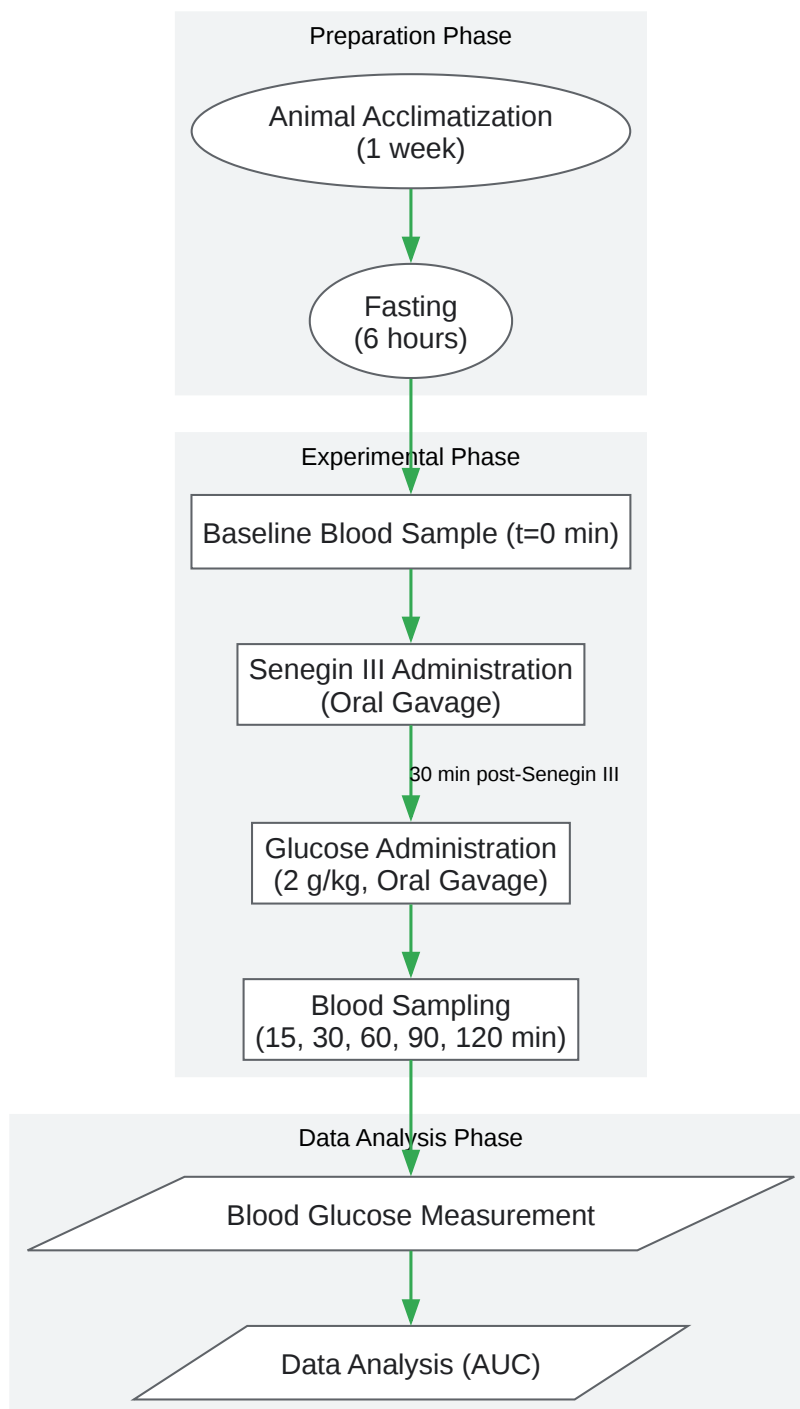 Preparation Phase
Animal Acclimatization
(1 week)
Fasting
(6 hours)
Experimental Phase
Baseline Blood Sample (t=0 min)
Senegin III Administration
(Oral Gavage)
30 min post-Senegin III
Glucose Administration
(2 g/kg, Oral Gavage)
Blood Sampling
(15, 30, 60, 90, 120 min)
Data Analysis Phase
Blood Glucose Measurement
Data Analysis (AUC)